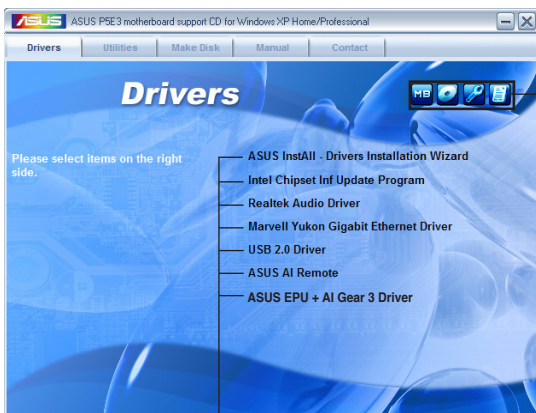 ASUS ASUS P5E3 motherboard support CD for Windows XP Home/Professional
Drivers Utilities Make Disk Manual Contact
Drivers
MB
Please select items on the right
side.
ASUS InstAll - Drivers Installation Wizard
Intel Chipset Inf Update Program
Realtek Audio Driver
Marvell Yukon Gigabit Ethernet Driver
USB 2.0 Driver
ASUS AI Remote
ASUS EPU + AI Gear 3 Driver